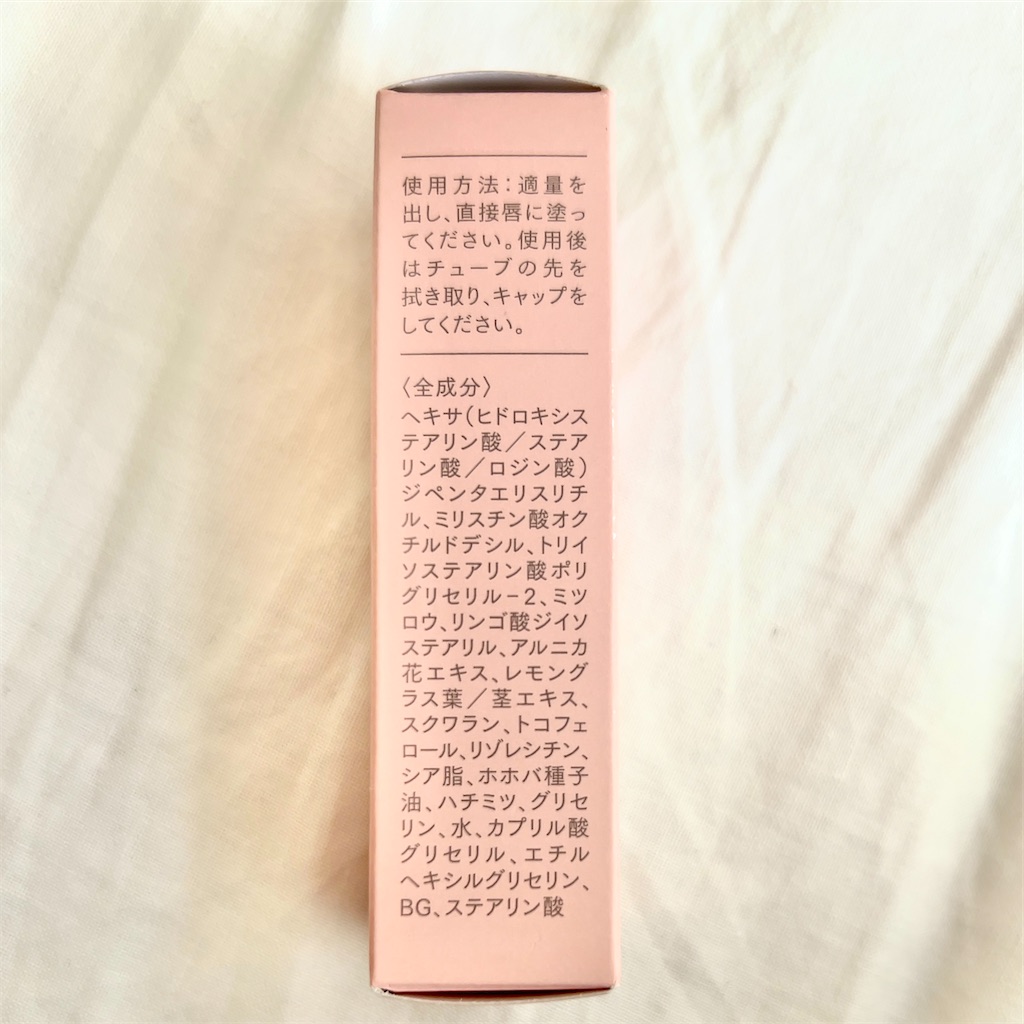 使用方法：適量を
出し、直接唇に塗っ
てください。使用後
はチューブの先を
拭き取り、キャップを
してください。
〈全成分〉
ヘキサ（ヒドロキシス
テアリン酸／ステア
リン酸／ロジン酸）
ジペンタエリスリチ
ル、ミリスチン酸オク
チルドデシル、トリイ
ソステアリン酸ポリ
グリセリル－2、ミツ
ロウ、リンゴ酸ジイソ
ステアリル、アルニカ
花エキス、レモング
ラス葉／茎エキス、
スクワラン、トコフェ
ロール、リゾレシチン、
シア脂、ホホバ種子
油、ハチミツ、グリセ
リン、水、カプリル酸
グリセリル、エチル
ヘキシルグリセリン、
BG、ステアリン酸